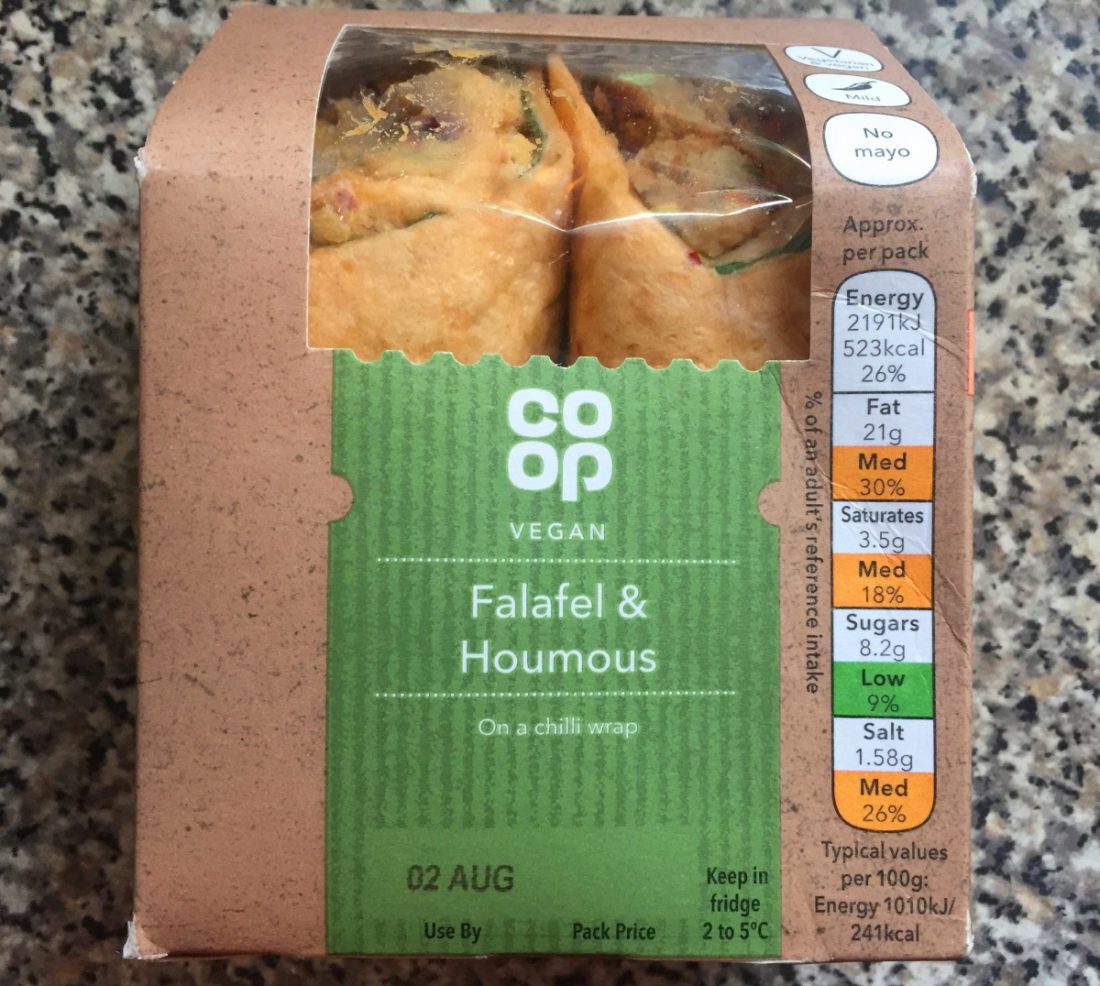 V
Vegetarian
& vegan
Mild
No
mayo
Approx.
per pack
Energy
2191kJ
523kcal
26%
Fat
21g
Med
30%
Saturates
3.5g
Med
18%
Sugars
8.2g
Low
9%
Salt
1.58g
Med
26%
% of an adult's reference intake
Typical values
per 100g:
Energy 1010kJ/
241kcal
CO
OP
VEGAN
Falafel &
Houmous
On a chilli wrap
02 AUG
Use By
Pack Price
Keep in
fridge
2 to 5°C